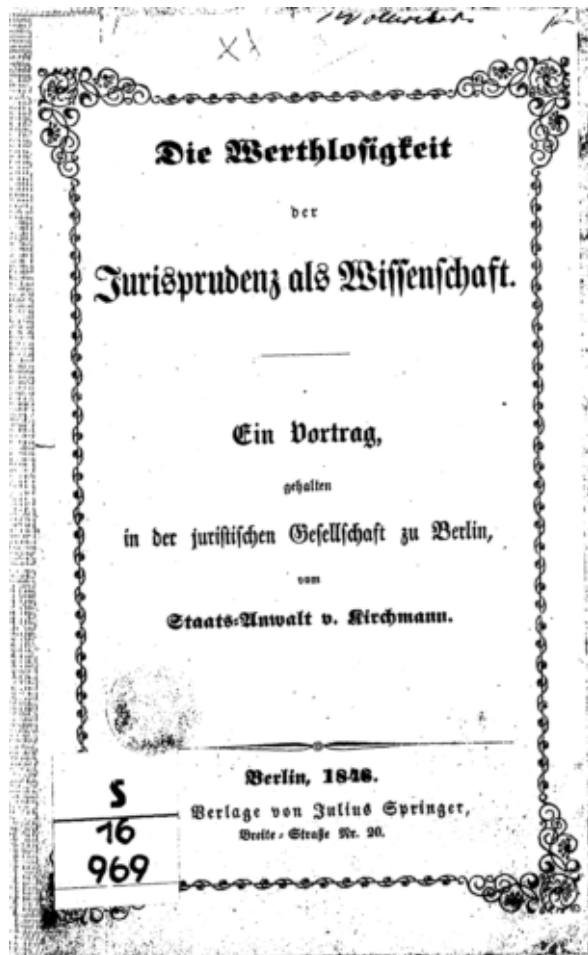 Die Werthlosigkeit
der
Jurisprudenz als Wissenschaft.
Ein Vortrag,
gehalten
in der juristischen Gesellschaft zu Berlin,
vom
Staats-Anwalt v. Kirchmann.
Berlin, 1848.
Verlage von Julius Springer,
Breite-Straße Nr. 20.
S
16
969